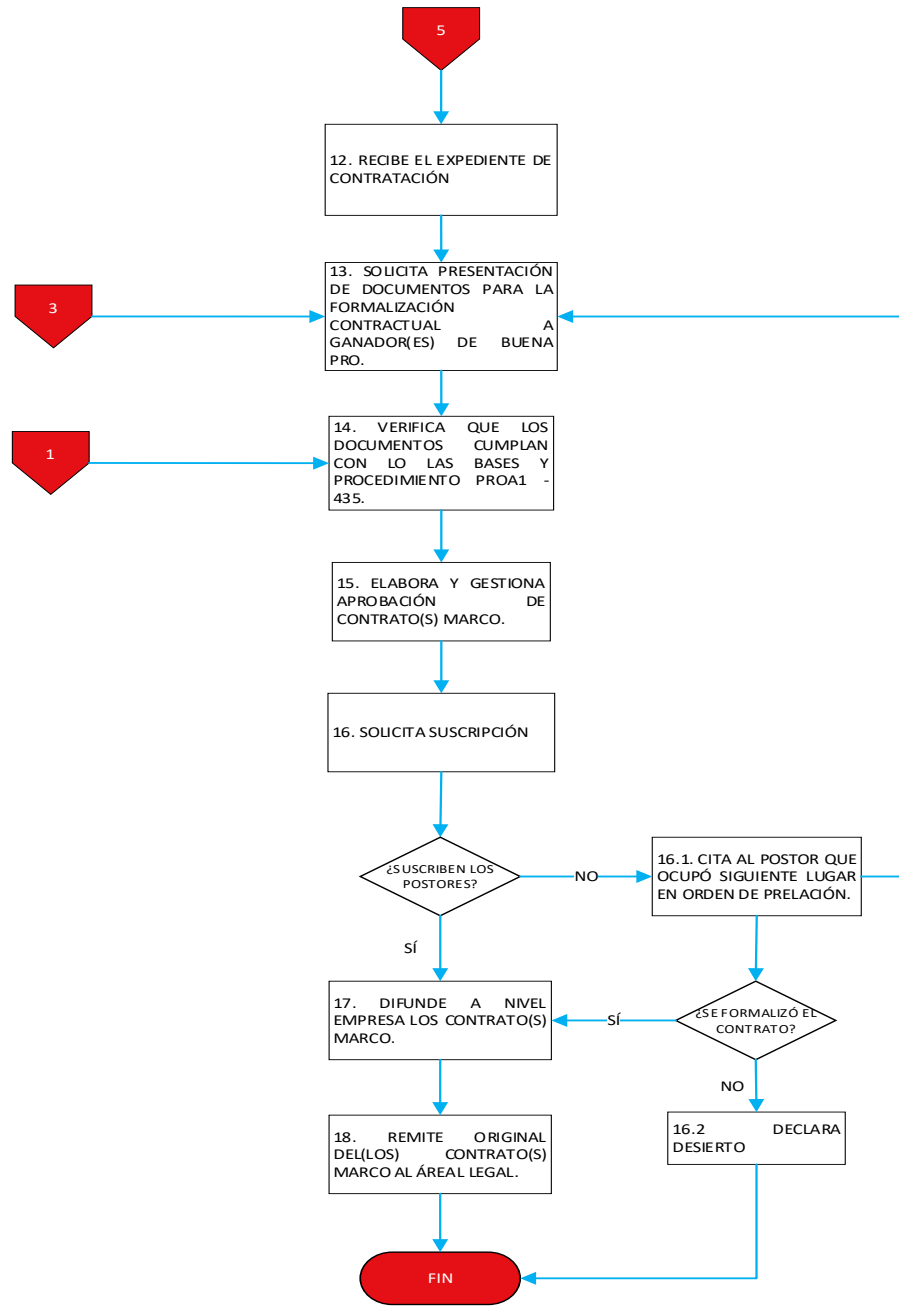 5
12. RECIBE EL EXPEDIENTE DE
CONTRATACIÓN
13. SOLICITA PRESENTACIÓN
DE DOCUMENTOS PARA LA
FORMALIZACIÓN
CONTRACTUAL A
GANADOR(ES) DE BUENA
PRO.
3
14. VERIFICA QUE LOS
DOCUMENTOS CUMPLAN
CON LO LAS BASES Y
PROCEDIMIENTO PROA1 -
435.
1
15. ELABORA Y GESTIONA
APROBACIÓN DE
CONTRATO(S) MARCO.
16. SOLICITA SUSCRIPCIÓN
¿SUSCRIBEN LOS
POSTORES?
NO
16.1. CITA AL POSTOR QUE
OCUPÓ SIGUIENTE LUGAR
EN ORDEN DE PRELACIÓN.
SÍ
17. DIFUNDE A NIVEL
EMPRESA LOS CONTRATO(S)
MARCO.
SÍ
¿SE FORMALIZÓ EL
CONTRATO?
NO
18. REMITE ORIGINAL
DEL(LOS) CONTRATO(S)
MARCO AL ÁREAL LEGAL.
16.2 DECLARA
DESIERTO
FIN